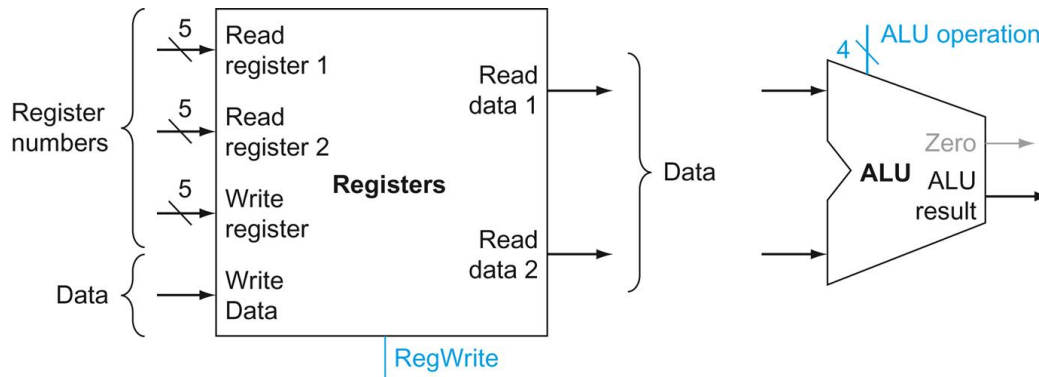 Register
numbers
Data
5
Read
register 1
5
Read
register 2
5
Write
register
Write
Data
Registers
Read
data 1
Read
data 2
RegWrite
Data
4
ALU operation
Zero
ALU
ALU
result